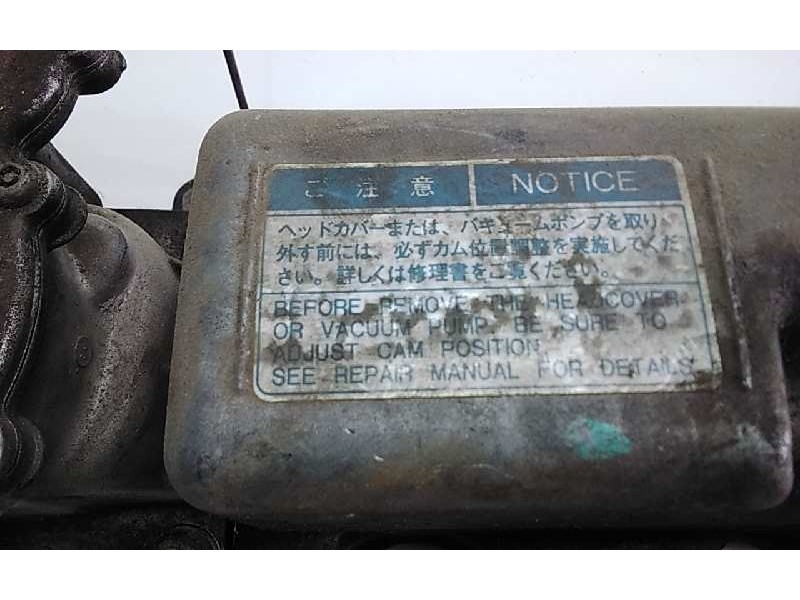 ご注意 NOTICE
ヘッドカバーまたは、バキュームポンプを取り
外す前には、必ずカム位置調整を実施してくだ
さい。詳しくは修理書をご覧ください。
BEFORE REMOVE THE HEADCOVER
OR VACUUM PUMP, BE SURE TO
ADJUST CAM POSITION
SEE REPAIR MANUAL FOR DETAILS